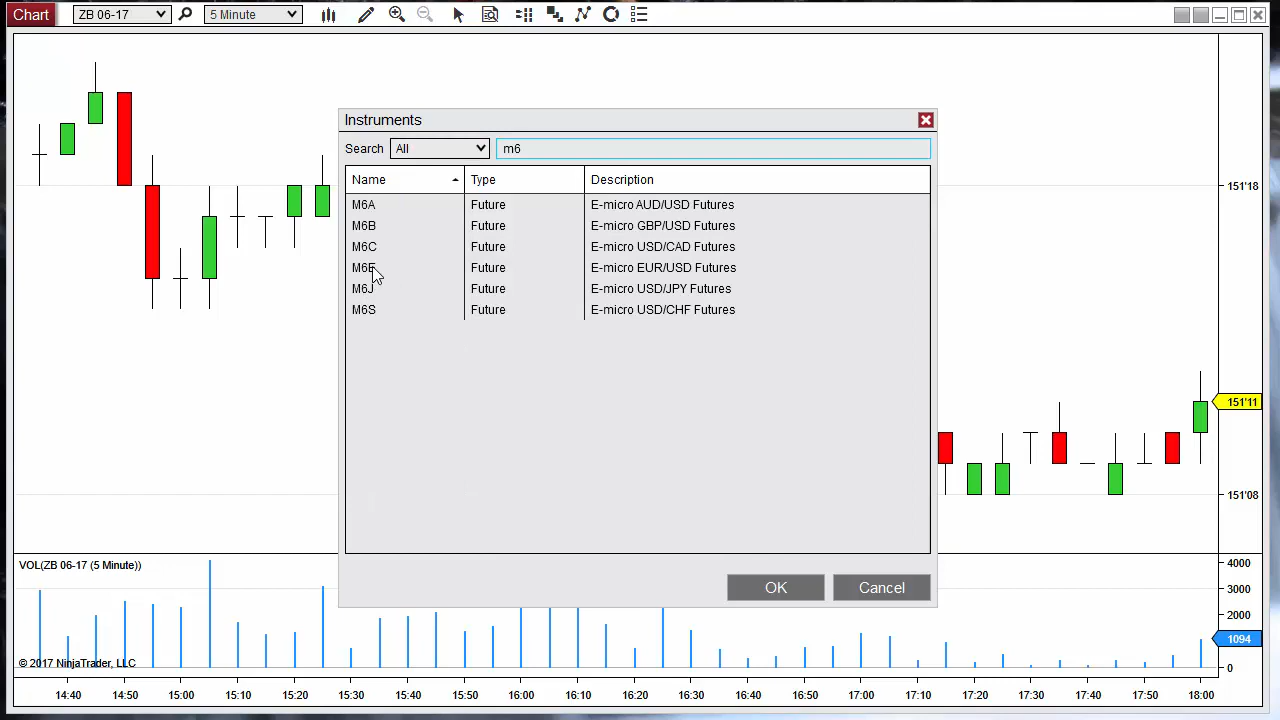 Chart ZB 06-17 5 Minute
Instruments
Search All m6
Name Type Description
M6A Future E-micro AUD/USD Futures
M6B Future E-micro GBP/USD Futures
M6C Future E-micro USD/CAD Futures
M6E Future E-micro EUR/USD Futures
M6J Future E-micro USD/JPY Futures
M6S Future E-micro USD/CHF Futures
OK Cancel
151'18
151'11
151'08
VOL(ZB 06-17 (5 Minute))
4000
3000
2000
1094
0
© 2017 NinjaTrader, LLC
14:40 14:50 15:00 15:10 15:20 15:30 15:40 15:50 16:00 16:10 16:20 16:30 16:40 16:50 17:00 17:10 17:20 17:30 17:40 17:50 18:00